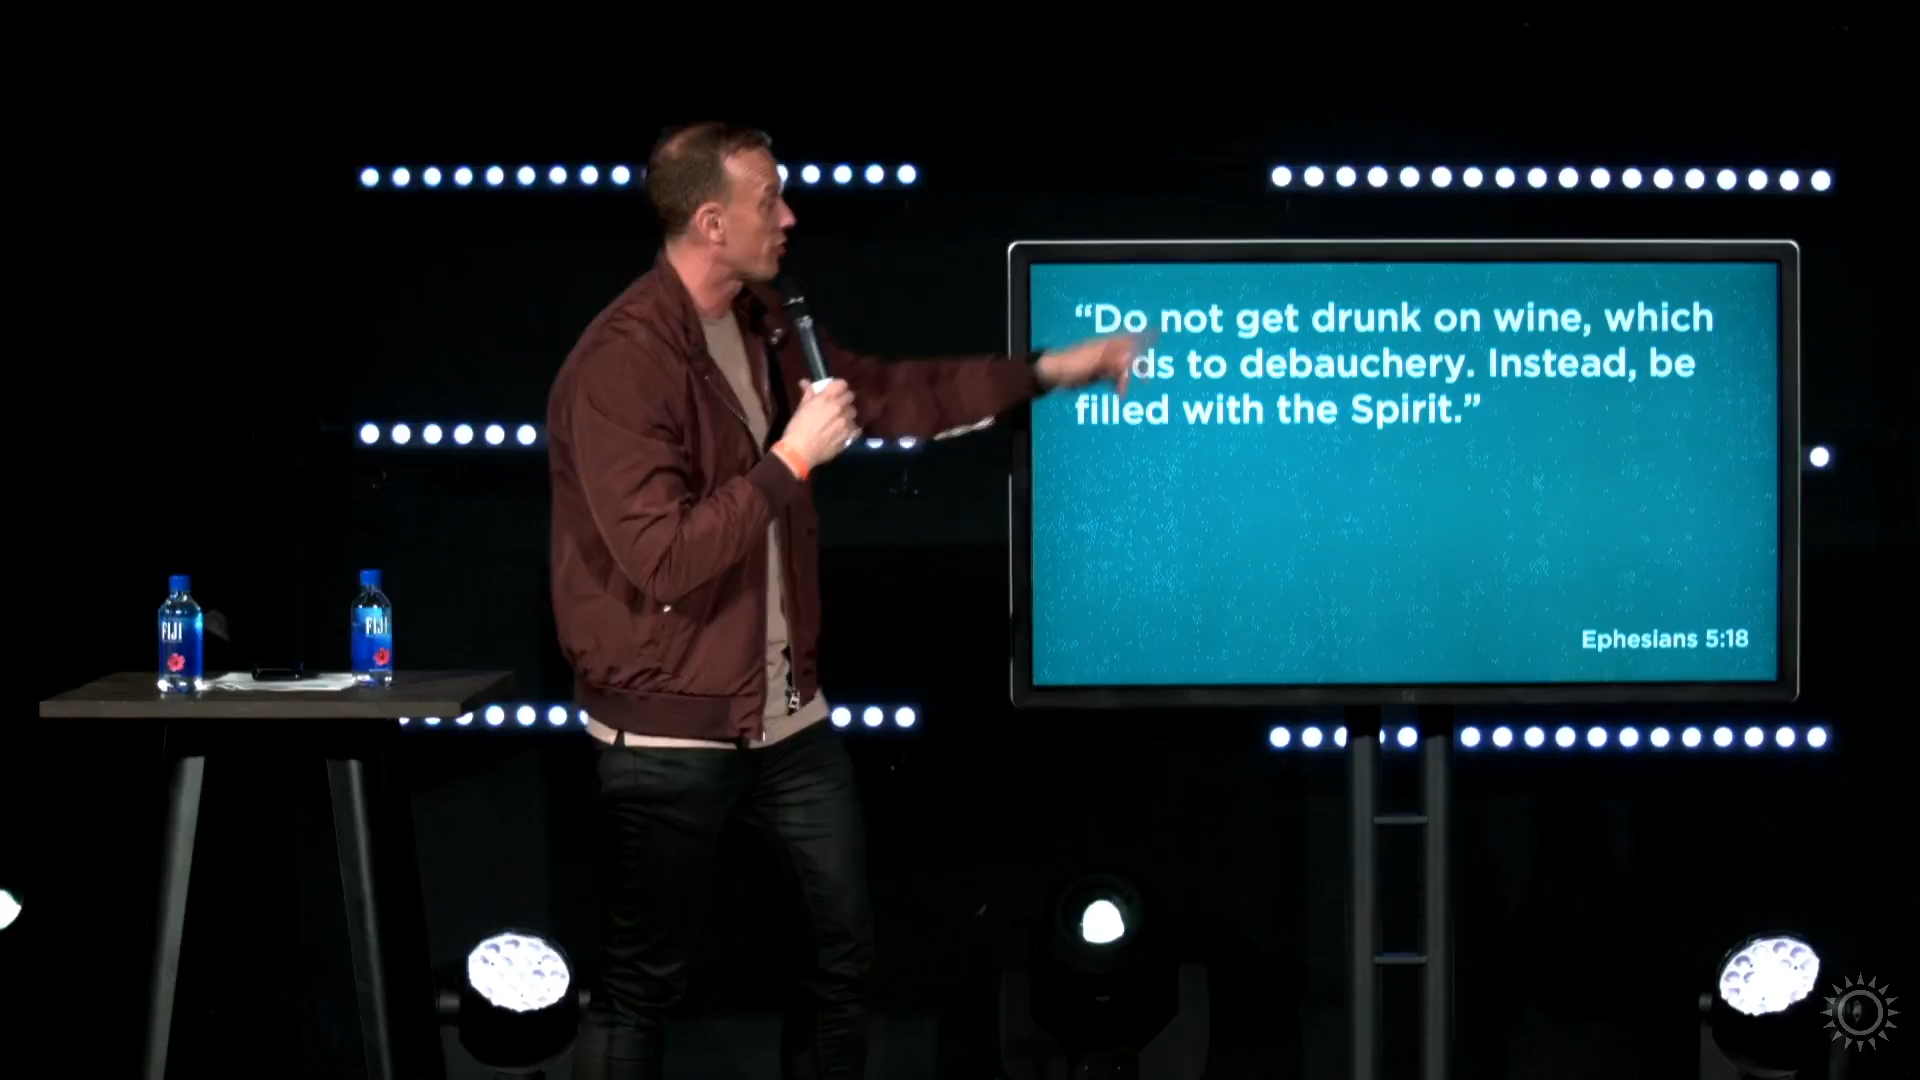 “Do not get drunk on wine, which
to debauchery. Instead, be
filled with the Spirit.”
Ephesians 5:18
FIJI
FIJI